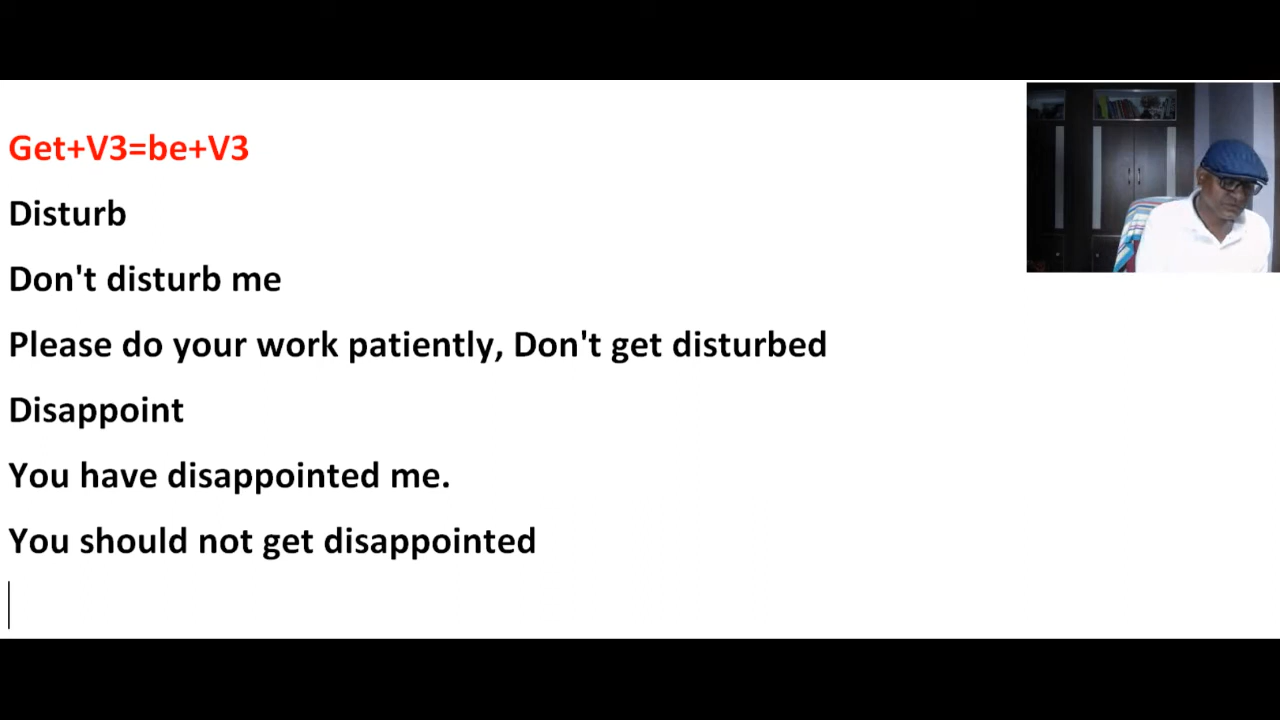 Get+V3=be+V3
Disturb
Don't disturb me
Please do your work patiently, Don't get disturbed
Disappoint
You have disappointed me.
You should not get disappointed